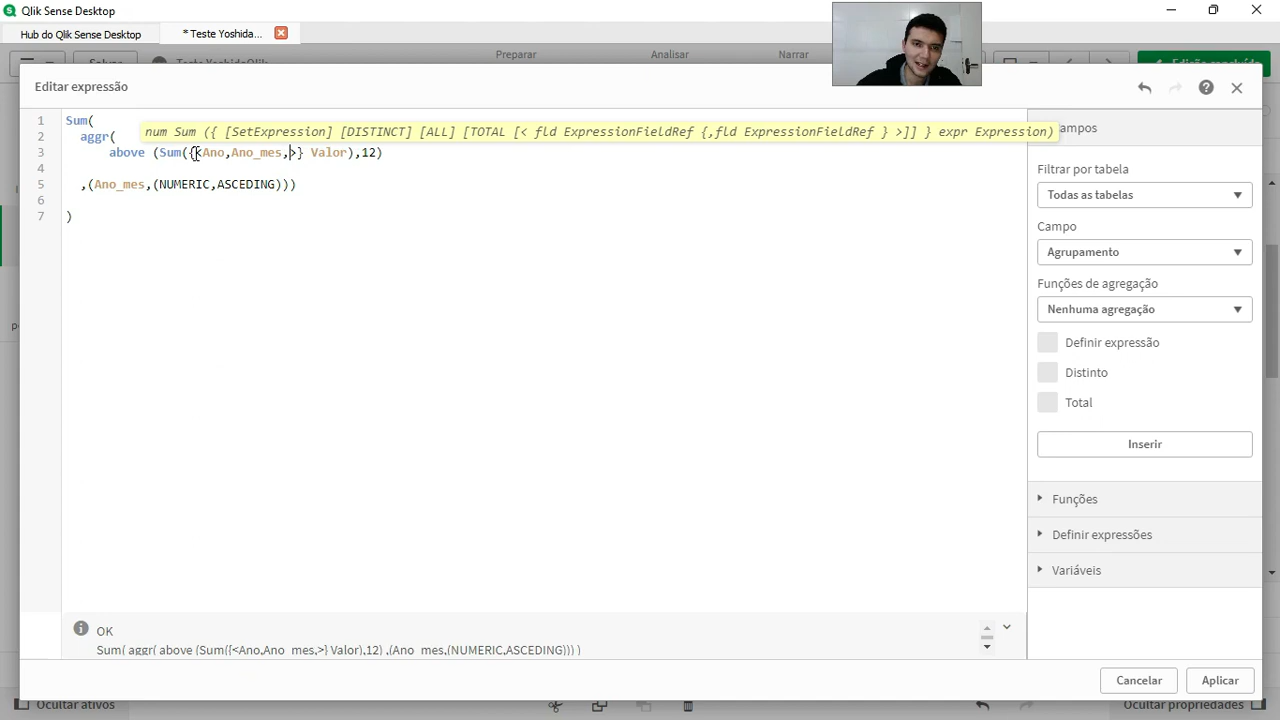 Qlik Sense Desktop
Hub do Qlik Sense Desktop
* Teste Yoshida...
Preparar
Analisar
Narrar
Teste YoshidaQlik
Edição concluída
Editar expressão
1 Sum(
num Sum ({ [SetExpression] [DISTINCT] [ALL] [TOTAL [< fld ExpressionFieldRef {,fld ExpressionFieldRef } >]] } expr Expression)
2 aggr(
3 above (Sum({<Ano,Ano_mes,>} Valor),12)
4
5 ,(Ano_mes,(NUMERIC,ASCEDING)))
6
7 )
Filtrar por tabela
Todas as tabelas
Campo
Agrupamento
Funções de agregação
Nenhuma agregação
Definir expressão
Distinto
Total
Inserir
Funções
Definir expressões
Variáveis
OK
Sum( aggr( above (Sum({<Ano,Ano_mes,>} Valor),12) ,(Ano_mes,(NUMERIC,ASCEDING))) )
Cancelar
Aplicar
Ocultar ativos
Ocultar propriedades